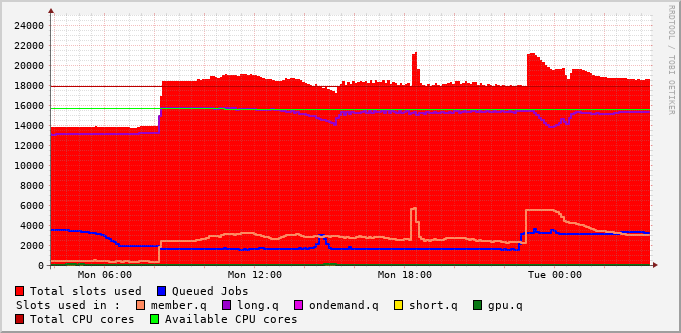 RRDTOOL / TOBI OETIKER
24000
22000
20000
18000
16000
14000
12000
10000
8000
6000
4000
2000
0
Mon 06:00 Mon 12:00 Mon 18:00 Tue 00:00
Total slots used Queued Jobs
Slots used in : member.q long.q ondemand.q short.q gpu.q
Total CPU cores Available CPU cores